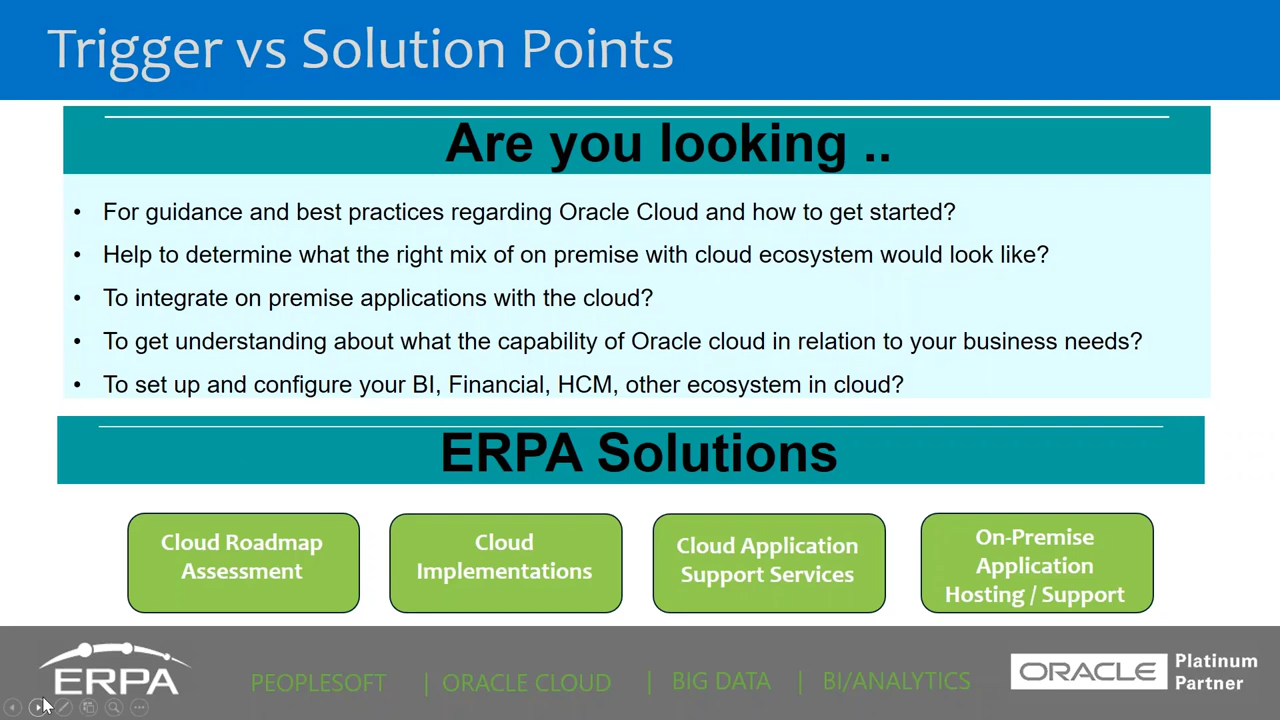 Trigger vs Solution Points
Are you looking ..
• For guidance and best practices regarding Oracle Cloud and how to get started?
• Help to determine what the right mix of on premise with cloud ecosystem would look like?
• To integrate on premise applications with the cloud?
• To get understanding about what the capability of Oracle cloud in relation to your business needs?
• To set up and configure your BI, Financial, HCM, other ecosystem in cloud?
ERPA Solutions
Cloud Roadmap
Assessment
Cloud
Implementations
Cloud Application
Support Services
On-Premise
Application
Hosting / Support
ERPA
PEOPLESOFT | ORACLE CLOUD | BIG DATA | BI/ANALYTICS
ORACLE
Platinum
Partner